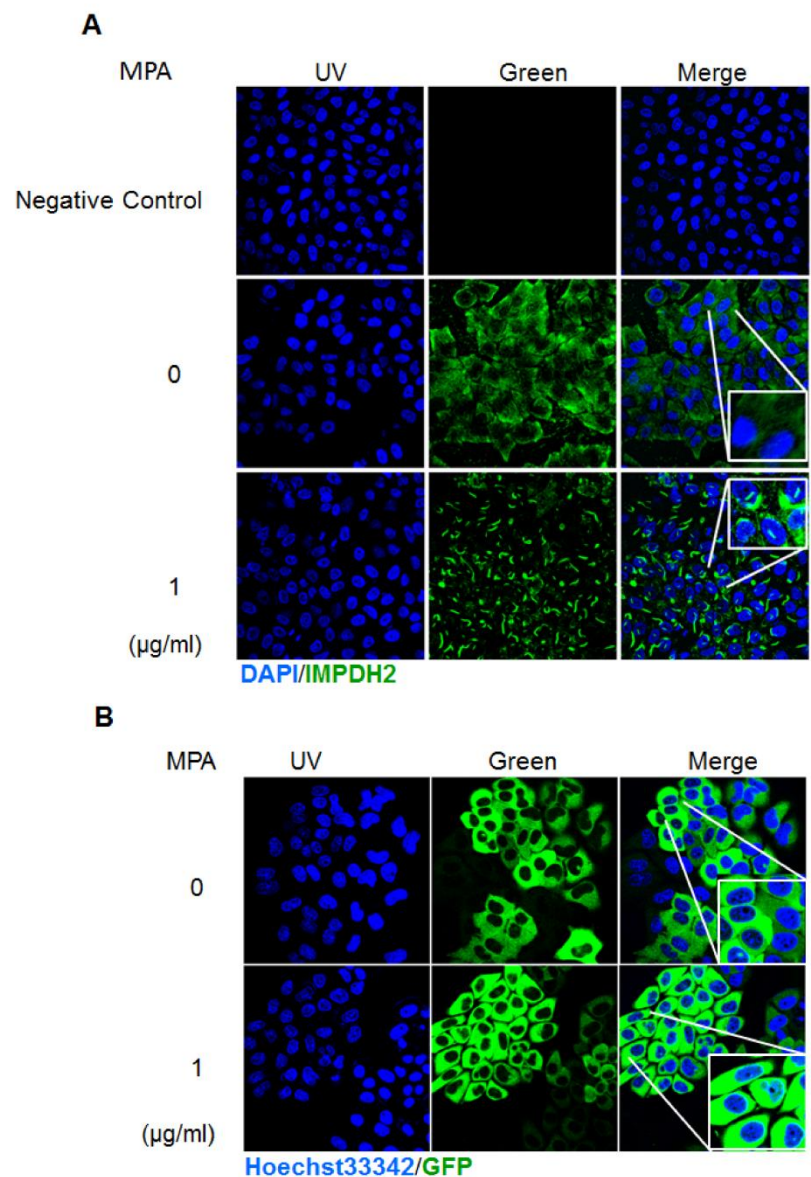 A
MPA UV Green Merge
Negative Control
0
1
(µg/ml)
DAPI/IMPDH2
B
MPA UV Green Merge
0
1
(µg/ml)
Hoechst33342/GFP